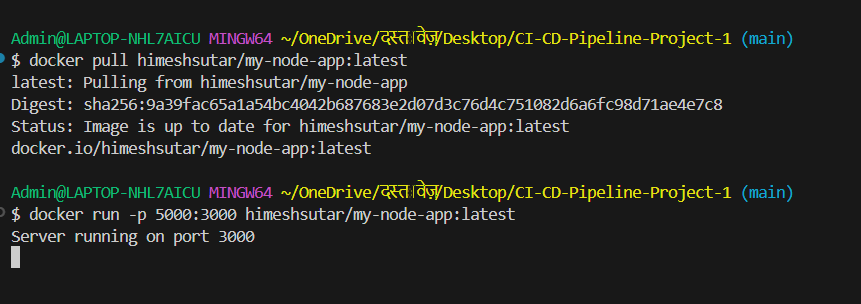 Admin@LAPTOP-NHL7AICU MINGW64 ~/OneDrive/दस्तावेज़/Desktop/CI-CD-Pipeline-Project-1 (main)
$ docker pull himeshsutar/my-node-app:latest
latest: Pulling from himeshsutar/my-node-app
Digest: sha256:9a39fac65a1a54bc4042b687683e2d07d3c76d4c751082d6a6fc98d71ae4e7c8
Status: Image is up to date for himeshsutar/my-node-app:latest
docker.io/himeshsutar/my-node-app:latest
Admin@LAPTOP-NHL7AICU MINGW64 ~/OneDrive/दस्तावेज़/Desktop/CI-CD-Pipeline-Project-1 (main)
$ docker run -p 5000:3000 himeshsutar/my-node-app:latest
Server running on port 3000